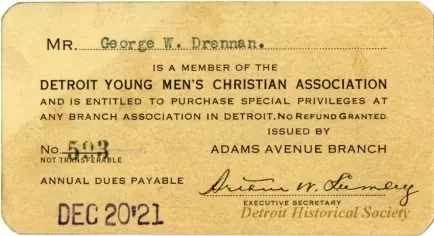 MR. George W. Drennan.
IS A MEMBER OF THE
DETROIT YOUNG MEN'S CHRISTIAN ASSOCIATION
AND IS ENTITLED TO PURCHASE SPECIAL PRIVILEGES AT
ANY BRANCH ASSOCIATION IN DETROIT. NO REFUND GRANTED.
ISSUED BY
No. 593 ADAMS AVENUE BRANCH
NOT TRANSFERABLE
ANNUAL DUES PAYABLE W.
EXECUTIVE SECRETARY
DEC 20'21 Detroit Historical Society